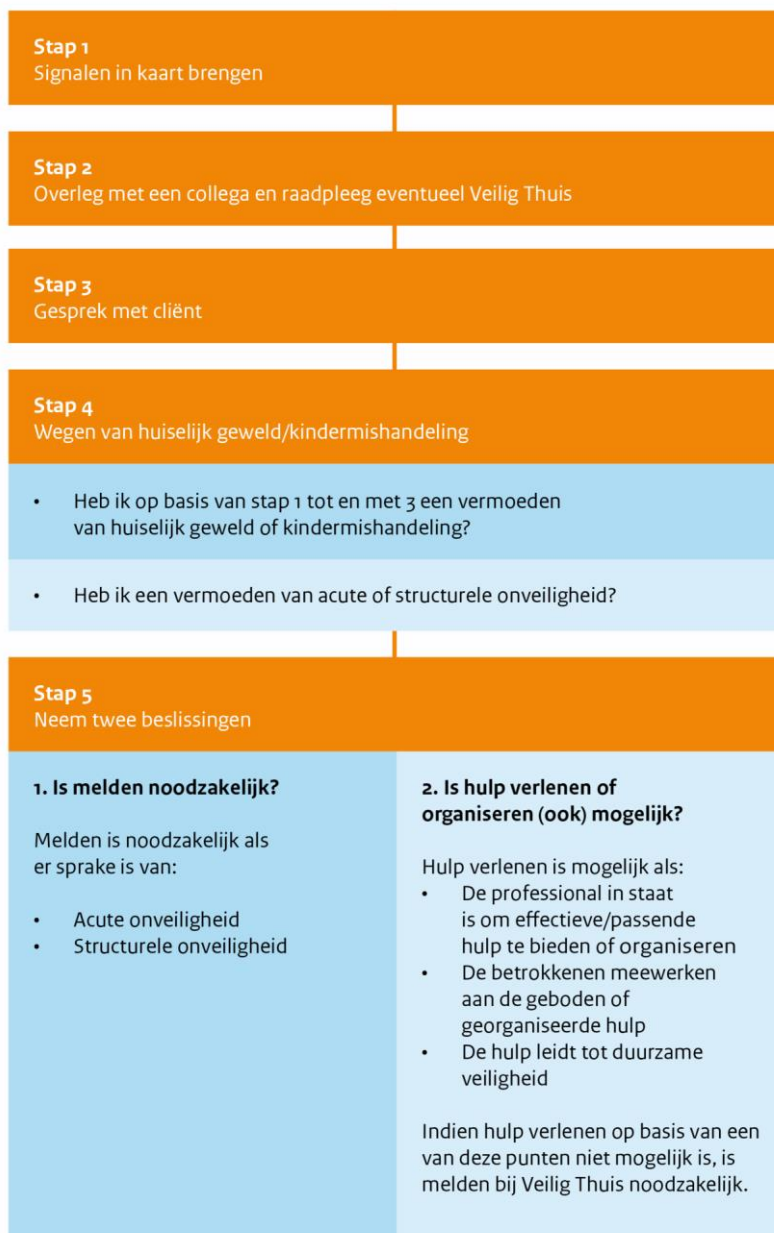 Stap 1
Signalen in kaart brengen
Stap 2
Overleg met een collega en raadpleeg eventueel Veilig Thuis
Stap 3
Gesprek met cliënt
Stap 4
Wegen van huiselijk geweld/kindermishandeling
• Heb ik op basis van stap 1 tot en met 3 een vermoeden
van huiselijk geweld of kindermishandeling?
• Heb ik een vermoeden van acute of structurele onveiligheid?
Stap 5
Neem twee beslissingen
1. Is melden noodzakelijk?
Melden is noodzakelijk als
er sprake is van:
• Acute onveiligheid
• Structurele onveiligheid
2. Is hulp verlenen of
organiseren (ook) mogelijk?
Hulp verlenen is mogelijk als:
• De professional in staat
is om effectieve/passende
hulp te bieden of organiseren
• De betrokkenen meewerken
aan de geboden of
georganiseerde hulp
• De hulp leidt tot duurzame
veiligheid
Indien hulp verlenen op basis van een
van deze punten niet mogelijk is, is
melden bij Veilig Thuis noodzakelijk.